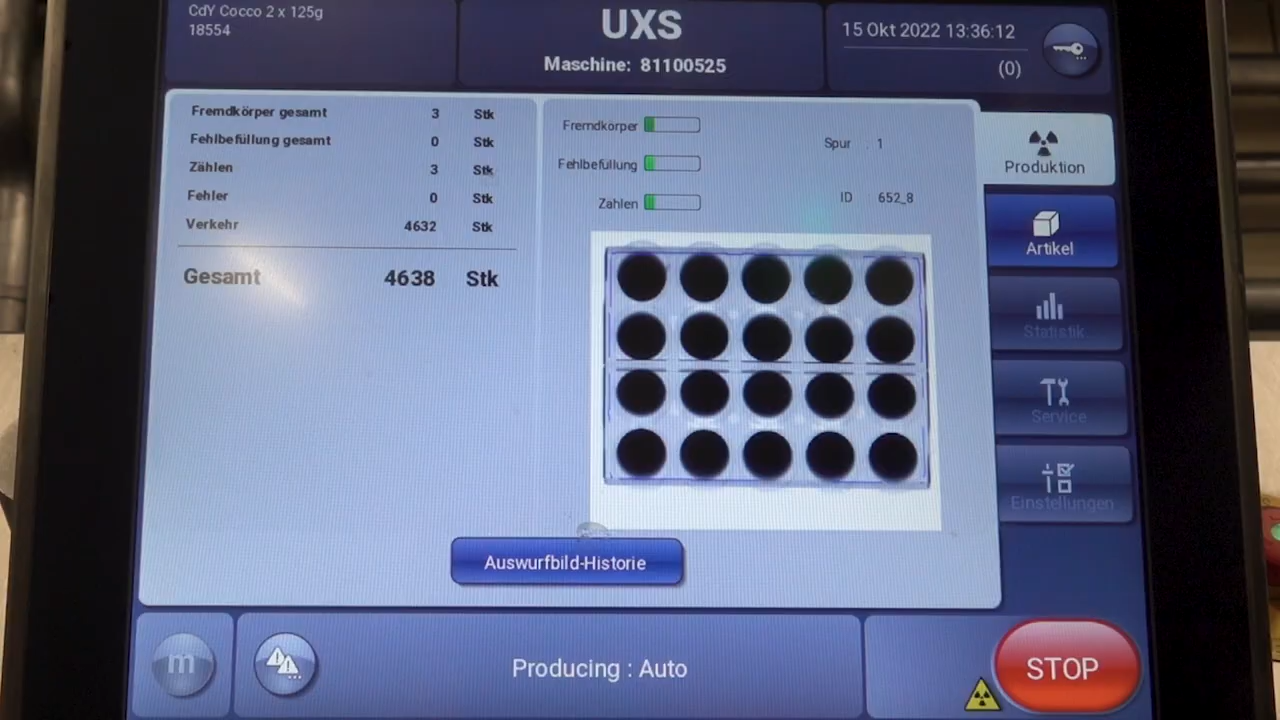 CdY Cocco 2 x 125g
18554
UXS
Maschine: 81100525
15 Okt 2022 13:36:12
(0)
Fremdkörper gesamt 3 Stk
Fehlbefüllung gesamt 0 Stk
Zählen 3 Stk
Fehler 0 Stk
Verkehr 4632 Stk
Gesamt 4638 Stk
Fremdkörper
Fehlbefüllung
Zahlen
Spur : 1
ID : 652_8
Auswurfbild-Historie
Produktion
Artikel
Statistik
Service
Einstellungen
m
Producing : Auto
STOP